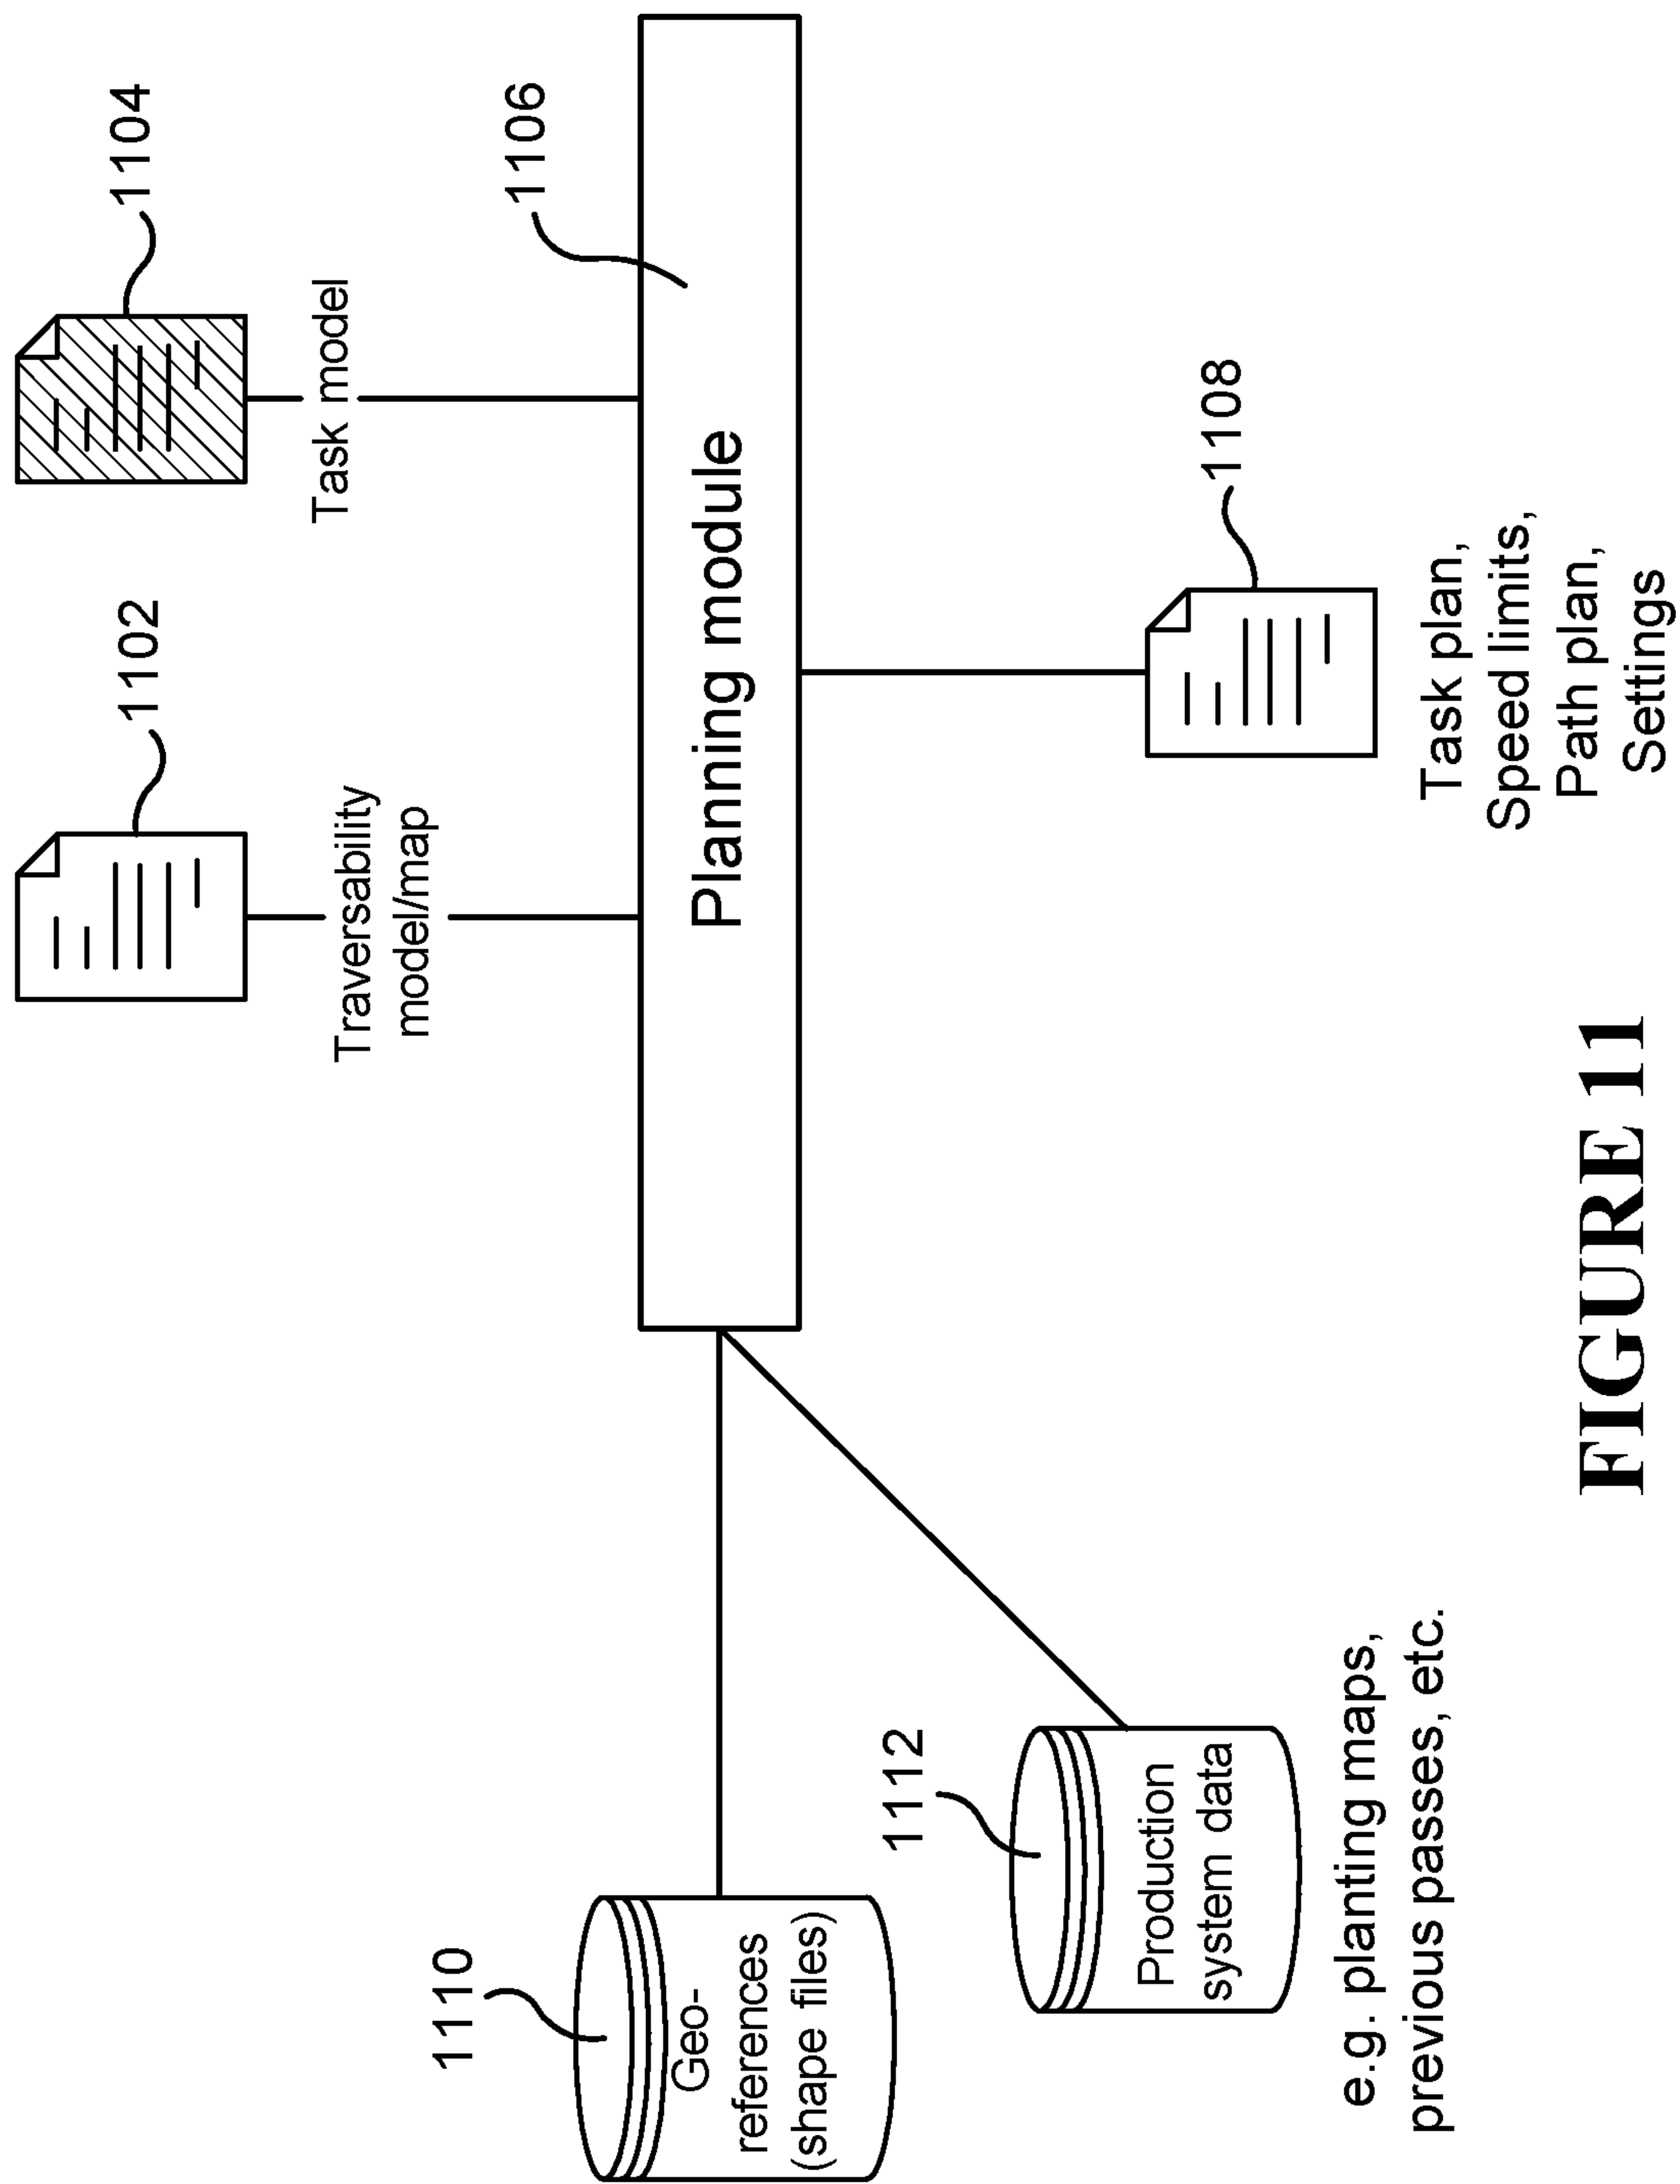 1102
1104
Traversability
model/map
Task model
1110
Geo-
references
(shape files)
Planning module
1106
1112
Production
system data
e.g. planting maps,
previous passes, etc.
1108
Task plan,
Speed limits,
Path plan,
Settings
FIGURE 11